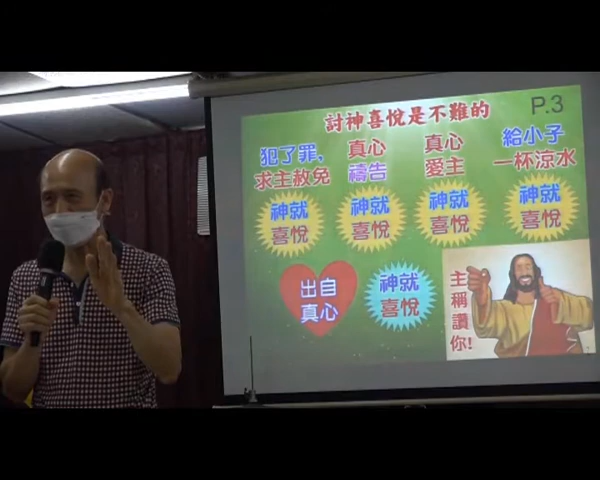 討神喜悅是不難的
P.3
犯了罪,
求主赦免
真心
禱告
真心
愛主
給小子
一杯涼水
神就
喜悅
神就
喜悅
神就
喜悅
神就
喜悅
出自
真心
神就
喜悅
主稱讚你!